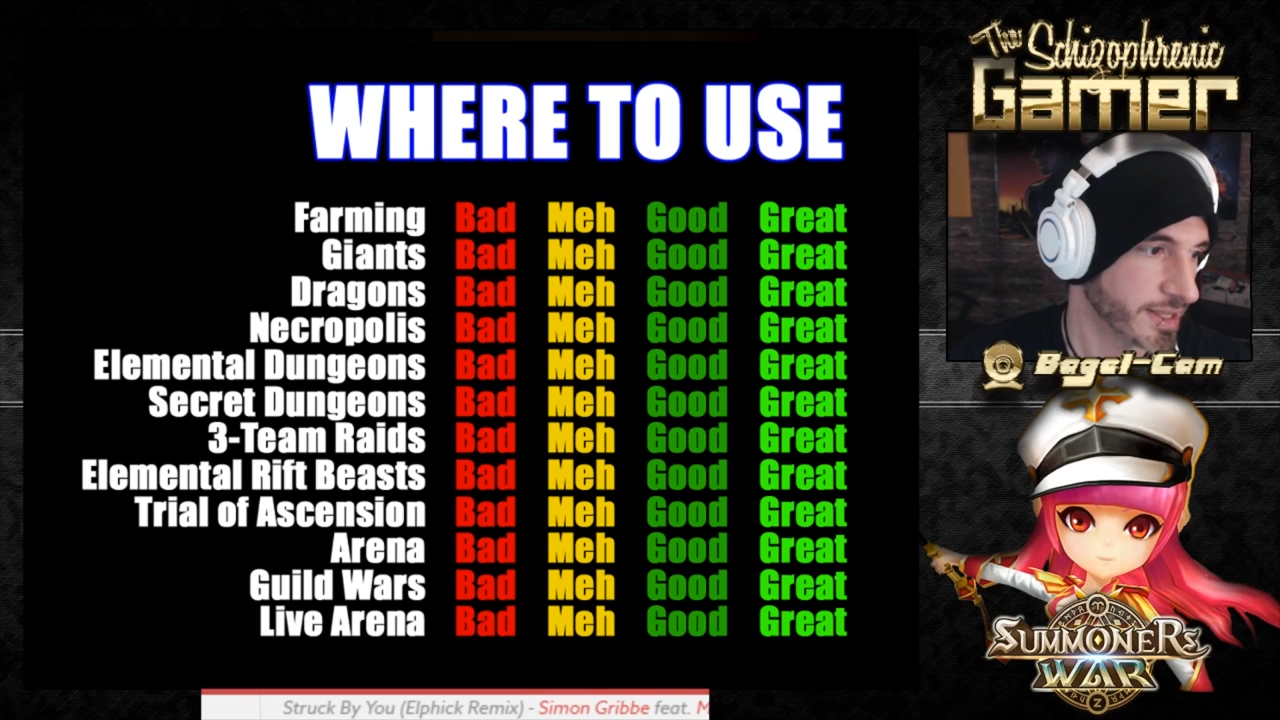 WHERE TO USE
Farming Bad Meh Good Great
Giants Bad Meh Good Great
Dragons Bad Meh Good Great
Necropolis Bad Meh Good Great
Elemental Dungeons Bad Meh Good Great
Secret Dungeons Bad Meh Good Great
3-Team Raids Bad Meh Good Great
Elemental Rift Beasts Bad Meh Good Great
Trial of Ascension Bad Meh Good Great
Arena Bad Meh Good Great
Guild Wars Bad Meh Good Great
Live Arena Bad Meh Good Great
Struck By You (Elphick Remix) - Simon Gribbe feat. M
The Schizophrenic
Gamer
Bagel-Cam
SUMMONERS
WAR